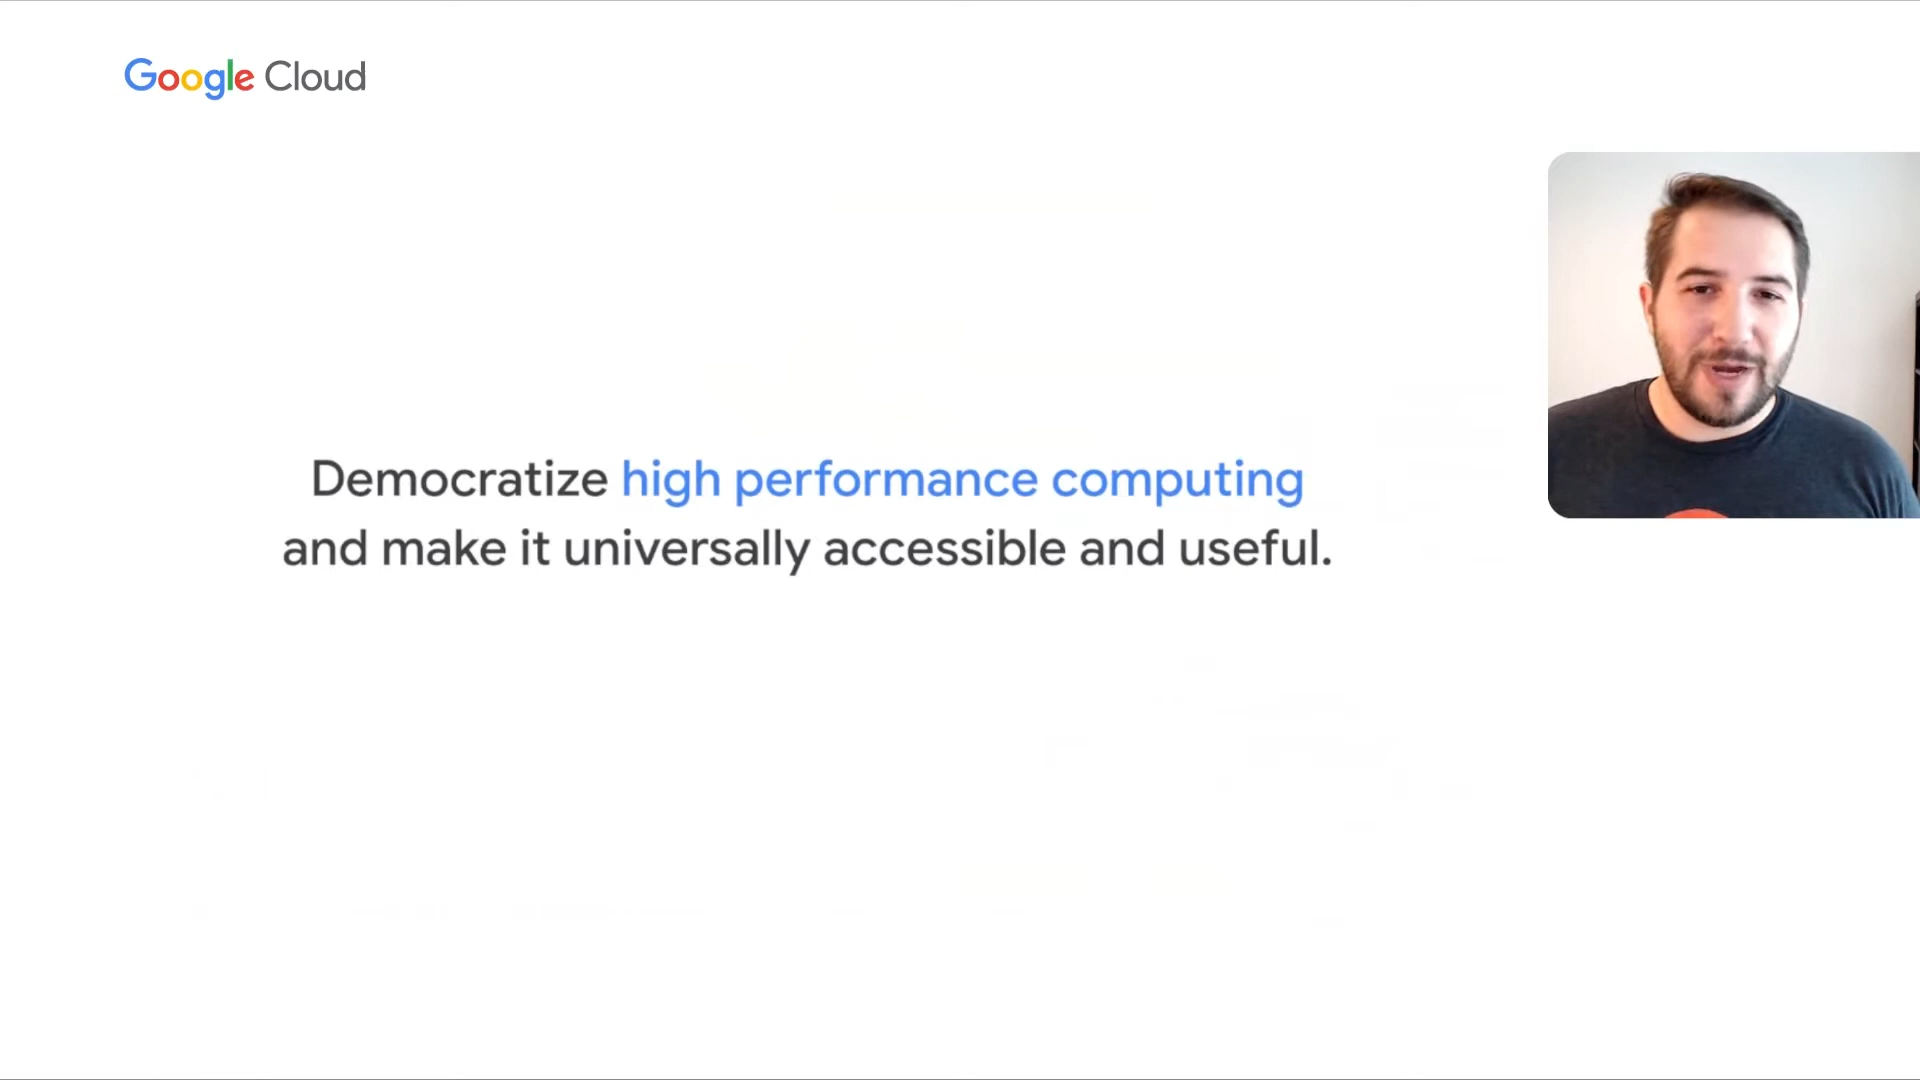 Google Cloud
Democratize high performance computing
and make it universally accessible and useful.